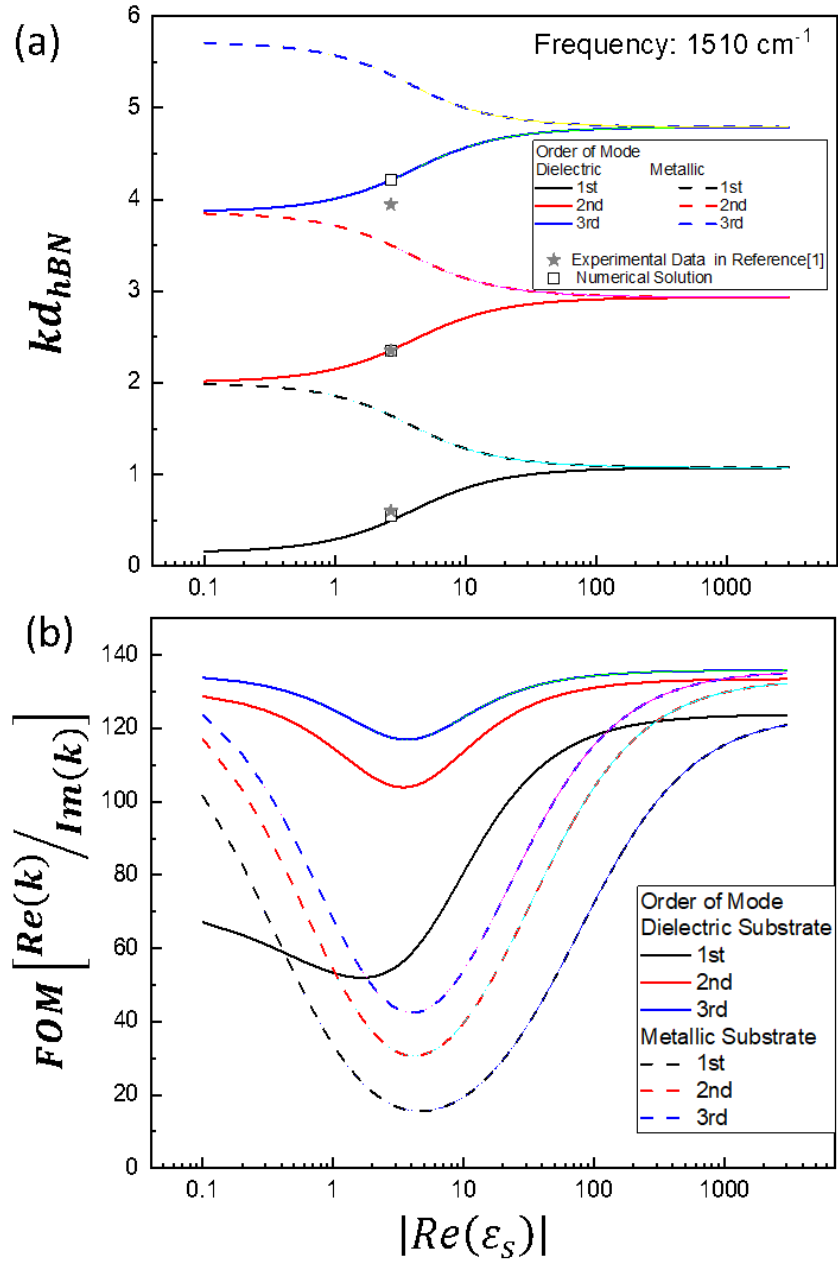 (a)
Frequency: 1510 cm⁻¹
6
5
4
3
2
1
0
kd_hBN
Order of Mode
Dielectric Metallic
1st 1st
2nd 2nd
3rd 3rd
Experimental Data in Reference[1]
Numerical Solution
0.1 1 10 100 1000
(b)
140
120
100
80
60
40
20
0
FOM [Re(k)/Im(k)]
Order of Mode
Dielectric Substrate
1st
2nd
3rd
Metallic Substrate
1st
2nd
3rd
0.1 1 10 100 1000
|Re(ε_s)|